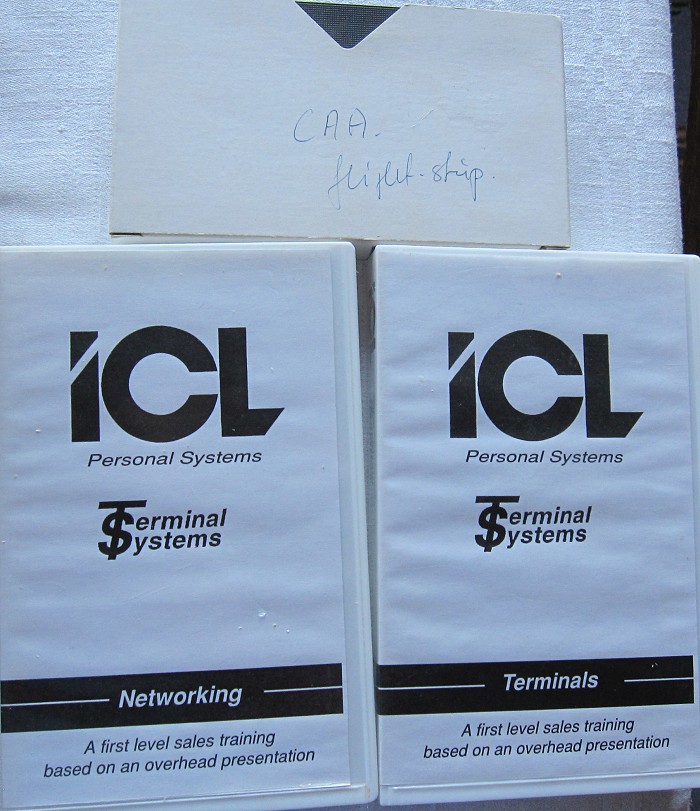 CAA.
flight-strip.
ICL
Personal Systems
Terminal
Systems
Networking
A first level sales training
based on an overhead presentation
ICL
Personal Systems
Terminal
Systems
Terminals
A first level sales training
based on an overhead presentation